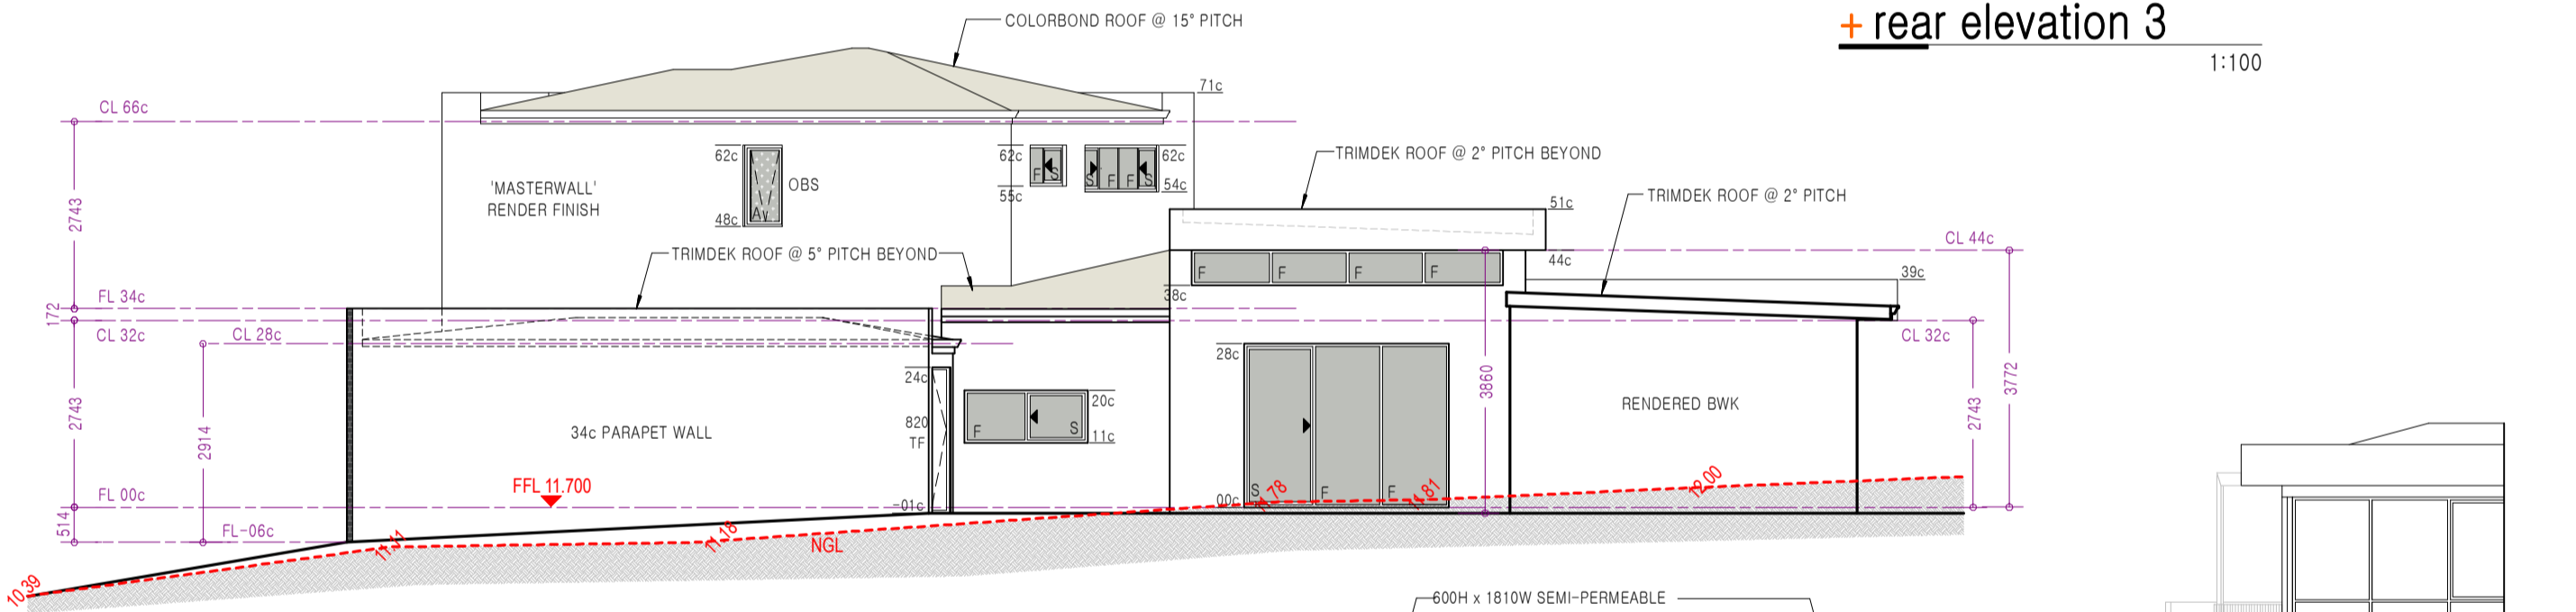 + rear elevation 3
1:100
COLORBOND ROOF @ 15° PITCH
71c
CL 66c
TRIMDEK ROOF @ 2° PITCH BEYOND
62c
62c
62c
'MASTERWALL'
RENDER FINISH
OBS
A
F
S
S
F
F
S
55c
54c
48c
2743
TRIMDEK ROOF @ 2° PITCH
51c
TRIMDEK ROOF @ 5° PITCH BEYOND
CL 44c
44c
F
F
F
F
39c
38c
FL 34c
172
CL 32c
CL 28c
CL 32c
28c
24c
20c
11c
820
TF
F
S
3860
2743
3772
2743
2914
34c PARAPET WALL
RENDERED BWK
FFL 11.700
FL 00c
00c
-01c
S
F
F
11.78
11.81
12.00
514
FL-06c
11.11
11.18
NGL
10.39
600H x 1810W SEMI-PERMEABLE